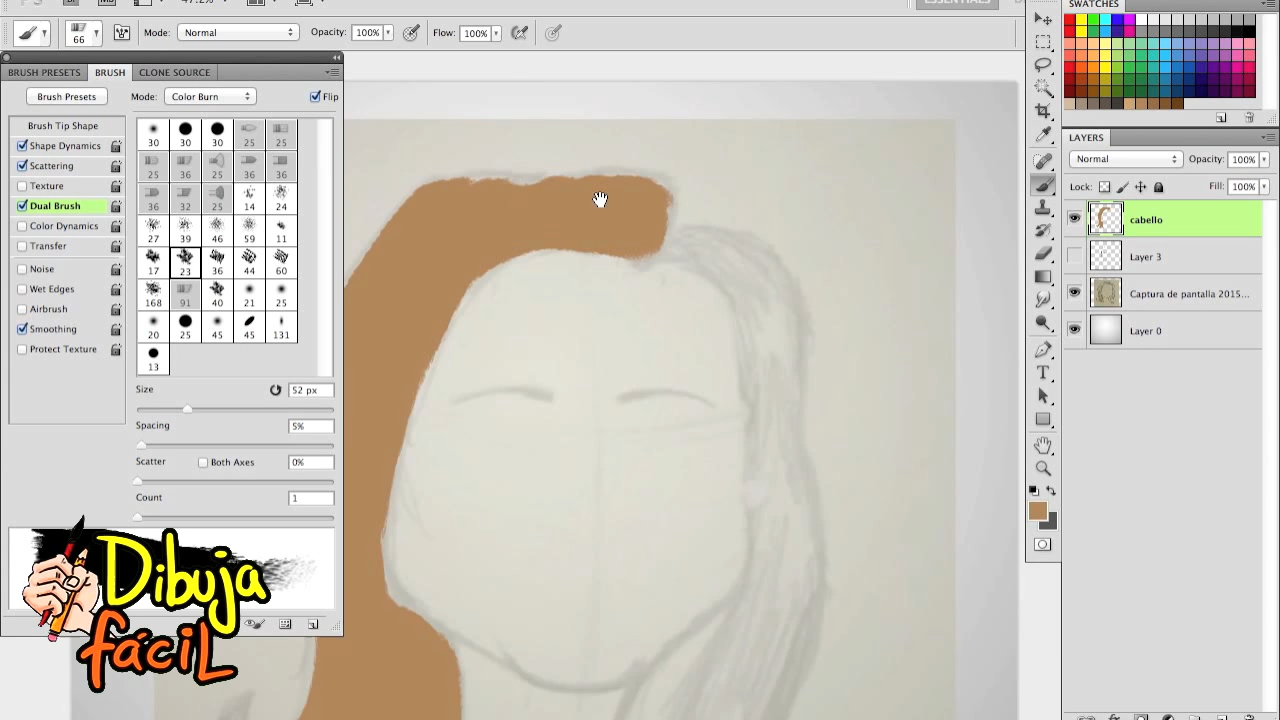 47.2%
ESSENTIALS
66
Mode: Normal
Opacity: 100%
Flow: 100%
SWATCHES
BRUSH PRESETS
BRUSH
CLONE SOURCE
Brush Presets
Mode: Color Burn
Flip
Brush Tip Shape
Shape Dynamics
Scattering
Texture
Dual Brush
Color Dynamics
Transfer
Noise
Wet Edges
Airbrush
Smoothing
Protect Texture
30 30 30 25 25
25 36 25 36 36
36 32 25 14 24
27 39 46 59 11
17 23 36 44 60
168 91 40 21 25
20 25 45 45 131
13
Size 52 px
Spacing 5%
Scatter Both Axes 0%
Count 1
Dibuja
fácil
LAYERS
Normal
Opacity: 100%
Lock:
Fill: 100%
cabello
Layer 3
Captura de pantalla 2015...
Layer 0